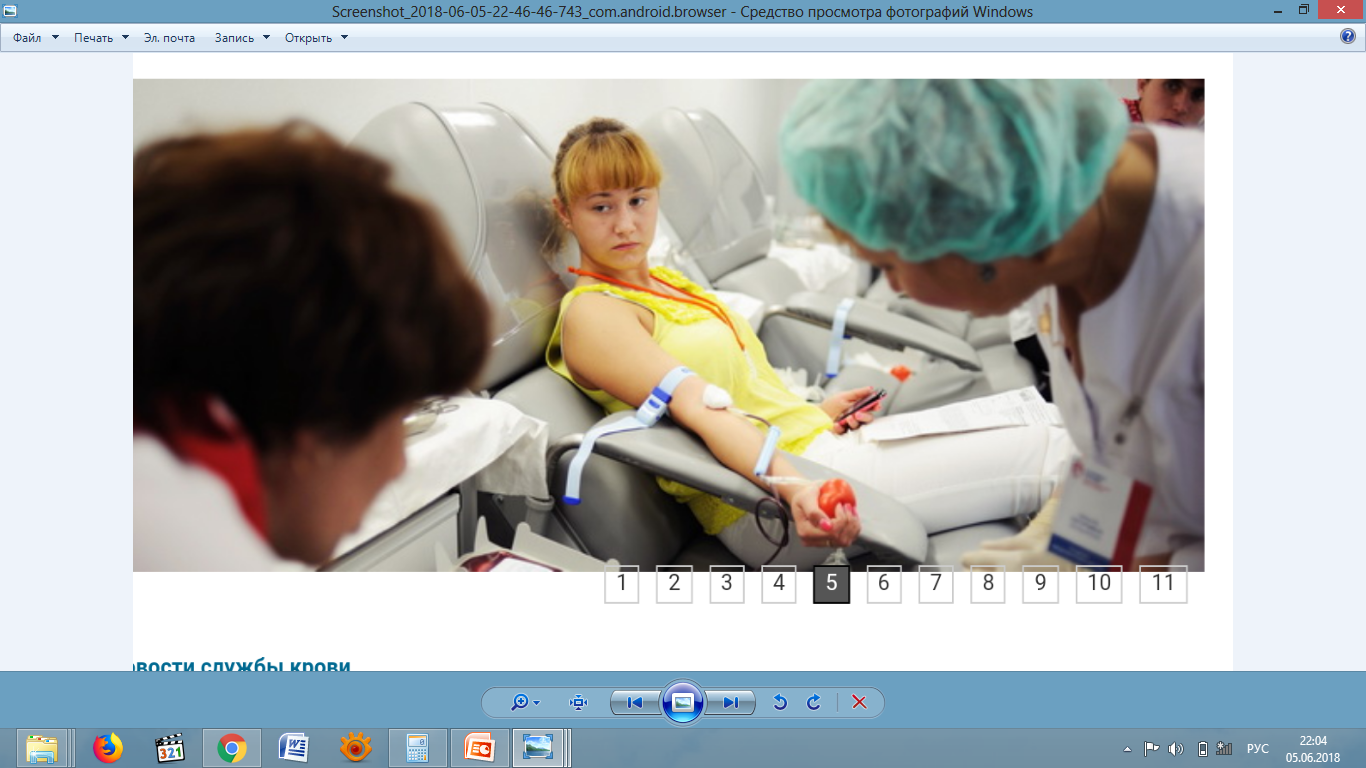 Screenshot_2018-06-05-22-46-46-743_com.android.browser - Средство просмотра фотографий Windows
Файл Печать Эл. почта Запись Открыть
1 2 3 4 5 6 7 8 9 10 11
овости службы крови
321
РУС
22:04
05.06.2018